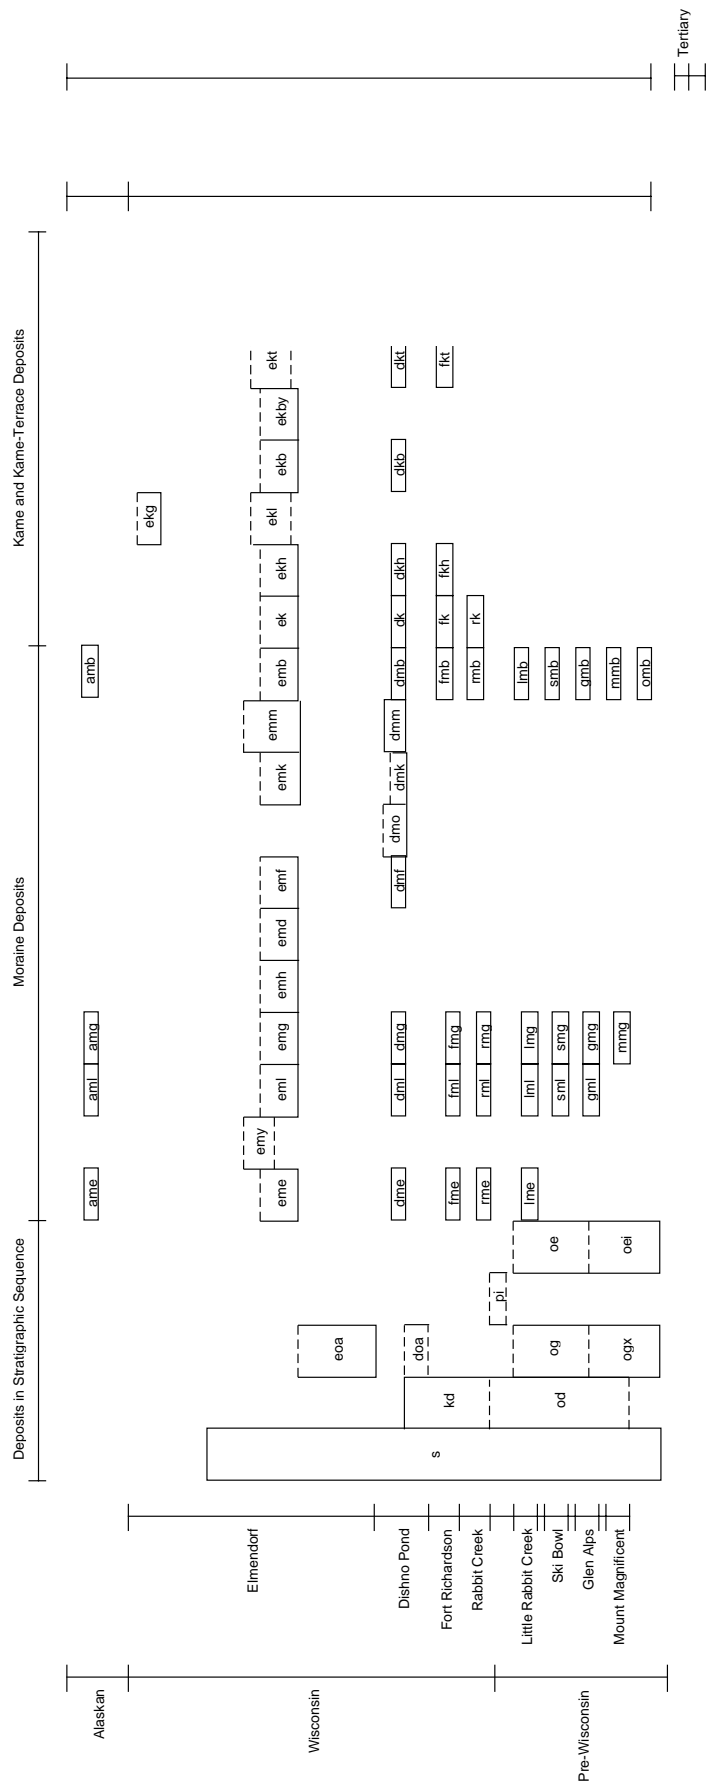 Deposits in Stratigraphic Sequence
Moraine Deposits
Kame and Kame-Terrace Deposits
Alaskan
ame
aml
amg
amb
ekg
Wisconsin
Elmendorf
eme
emy
eml
emg
emh
emd
emf
emk
emm
emb
ek
ekh
ekl
ekb
ekby
ekt
eoa
Dishno Pond
doa
dme
dml
dmg
dmf
dmo
dmk
dmm
dmb
dk
dkh
dkb
dkt
s
Fort Richardson
kd
fme
fml
fmg
fmb
fk
fkh
fkt
Rabbit Creek
rme
rml
rmg
rmb
rk
pi
Pre-Wisconsin
Little Rabbit Creek
lme
lml
lmg
lmb
Ski Bowl
od
og
oe
sml
smg
smb
Glen Alps
gml
gmg
gmb
Mount Magnificent
ogx
oei
mmg
mmb
omb
Tertiary